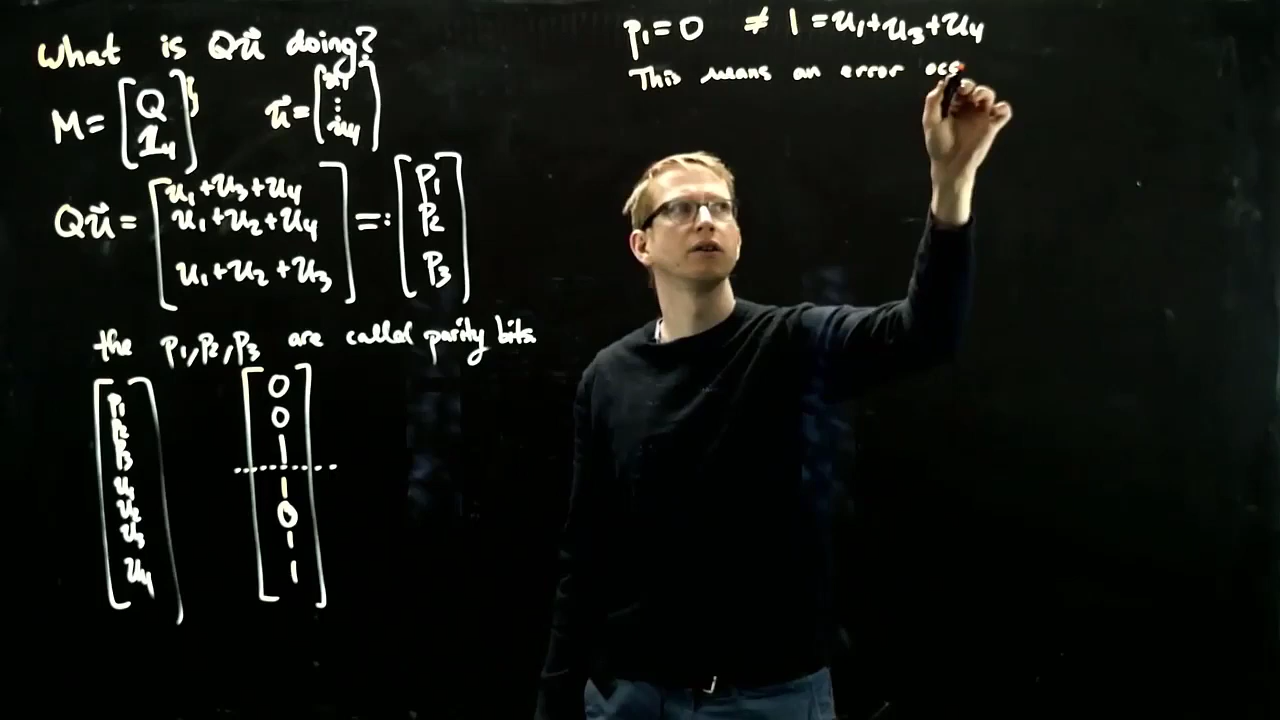 What is Qu⃗ doing?
M = [ Q
1₄ ]
u⃗ = ( u₁
⋮
u₄ )
Qu⃗ = [ u₁+u₃+u₄
u₁+u₂+u₄
u₁+u₂+u₃ ] =: [ p₁
p₂
p₃ ]
the p₁, p₂, p₃ are called parity bits
[ p₁
p₂
p₃
u₁
u₂
u₃
u₄ ]
[ 0
0
1
1
0
1
1 ]
p₁ = 0 ≠ 1 = u₁+u₃+u₄
This means an error occ